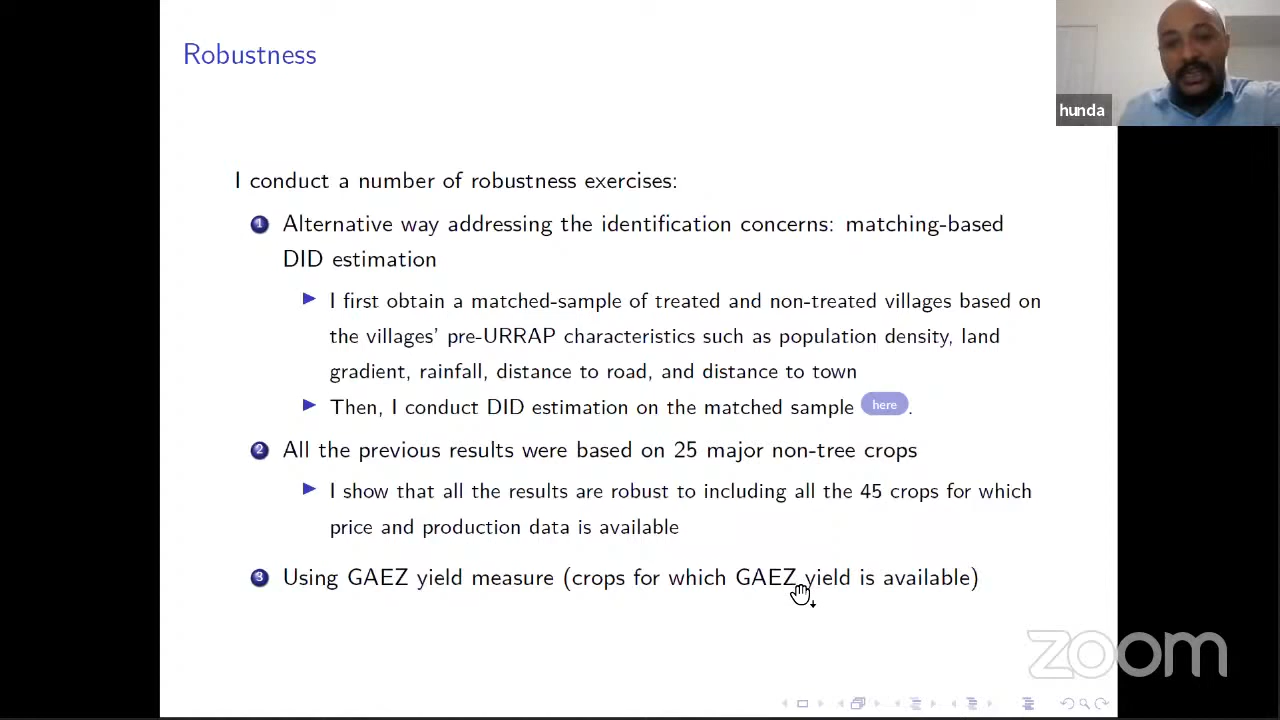 Robustness
hunda
I conduct a number of robustness exercises:
1 Alternative way addressing the identification concerns: matching-based
DID estimation
I first obtain a matched-sample of treated and non-treated villages based on
the villages' pre-URRAP characteristics such as population density, land
gradient, rainfall, distance to road, and distance to town
Then, I conduct DID estimation on the matched sample here.
2 All the previous results were based on 25 major non-tree crops
I show that all the results are robust to including all the 45 crops for which
price and production data is available
3 Using GAEZ yield measure (crops for which GAEZ yield is available)
zoom